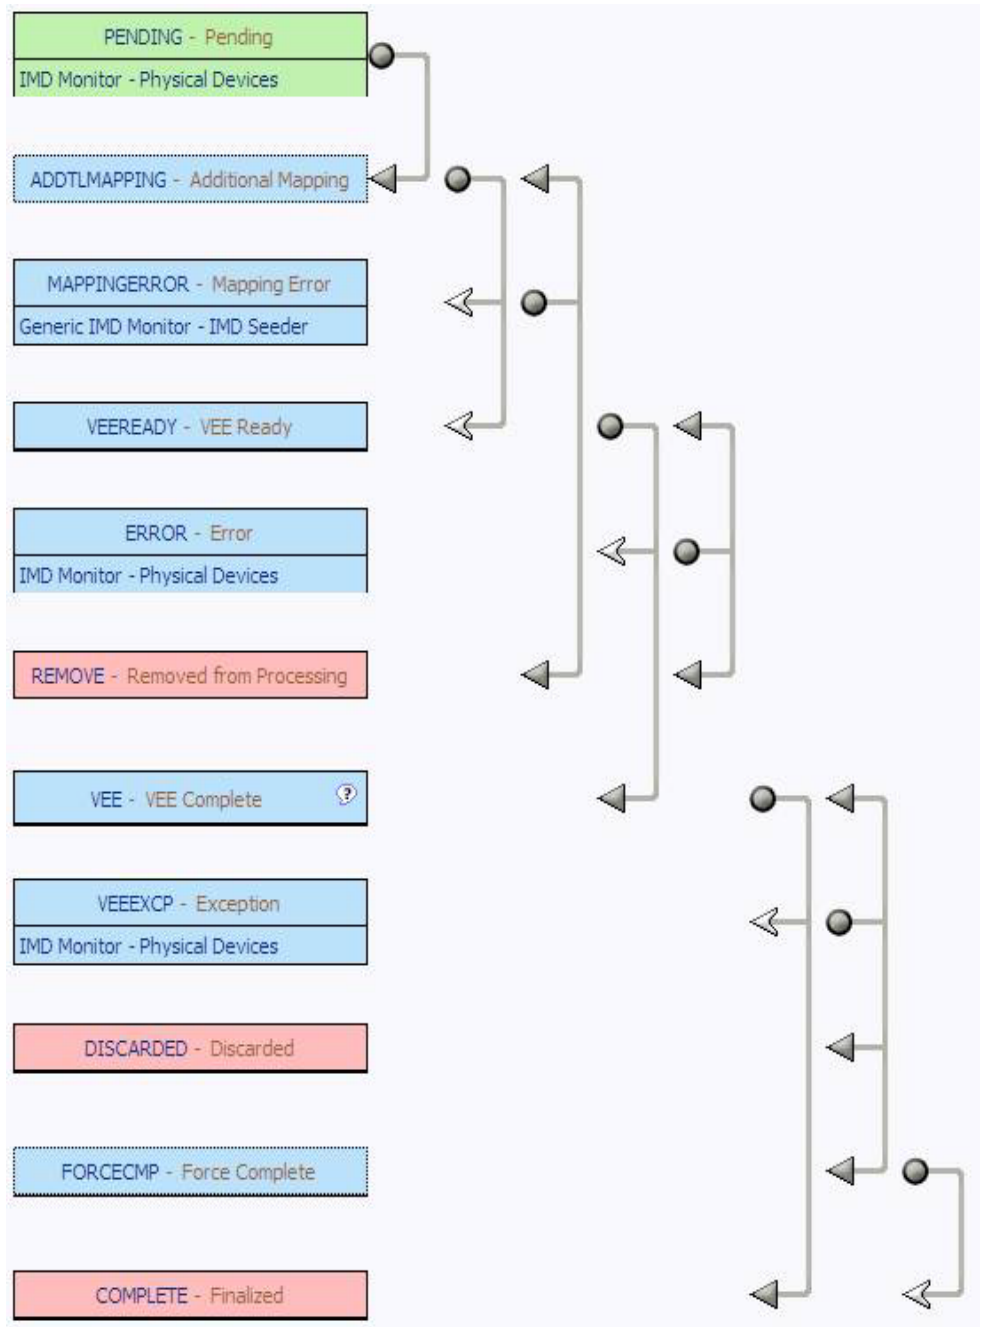 PENDING - Pending
IMD Monitor - Physical Devices
ADDTLMAPPING - Additional Mapping
MAPPINGERROR - Mapping Error
Generic IMD Monitor - IMD Seeder
VEEREADY - VEE Ready
ERROR - Error
IMD Monitor - Physical Devices
REMOVE - Removed from Processing
VEE - VEE Complete ?
VEEEXCP - Exception
IMD Monitor - Physical Devices
DISCARDED - Discarded
FORCECMP - Force Complete
COMPLETE - Finalized